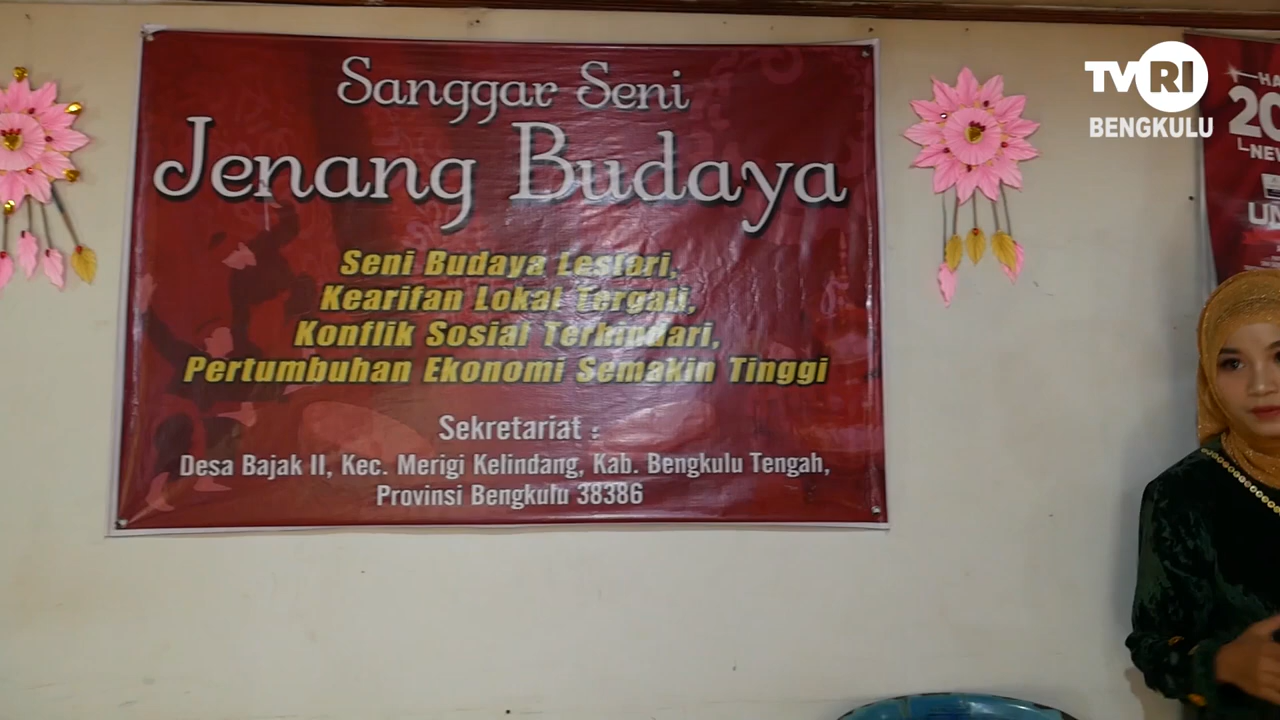 Sanggar Seni
Jenang Budaya
Seni Budaya Lestari,
Kearifan Lokal Tergali,
Konflik Sosial Terhindari,
Pertumbuhan Ekonomi Semakin Tinggi
Sekretariat :
Desa Bajak II, Kec. Merigi Kelindang, Kab. Bengkulu Tengah,
Provinsi Bengkulu 38386
TVRI
BENGKULU